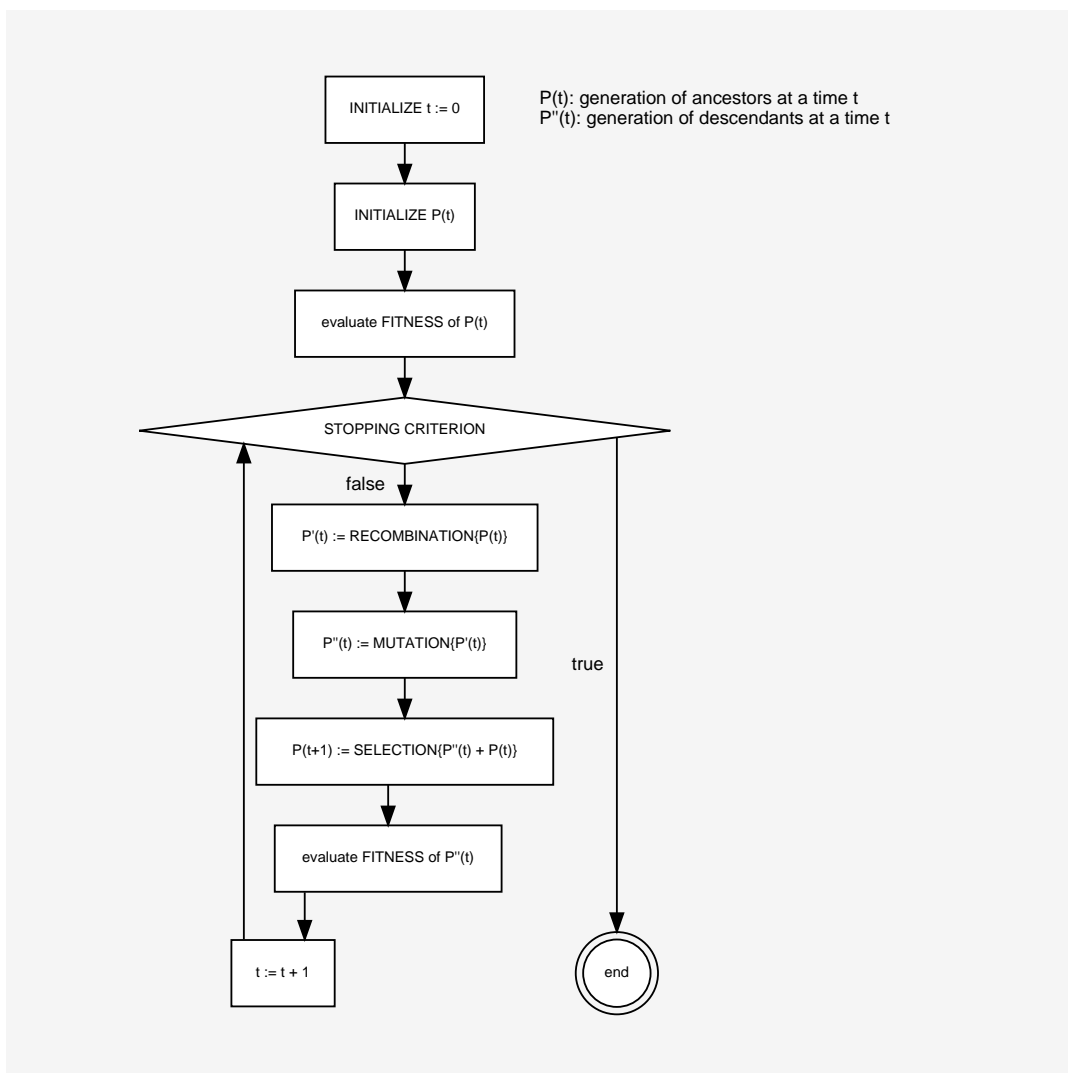 INITIALIZE t := 0
P(t): generation of ancestors at a time t
P''(t): generation of descendants at a time t
INITIALIZE P(t)
evaluate FITNESS of P(t)
STOPPING CRITERION
false
P'(t) := RECOMBINATION{P(t)}
P''(t) := MUTATION{P'(t)}
true
P(t+1) := SELECTION{P''(t) + P(t)}
evaluate FITNESS of P''(t)
t := t + 1
end